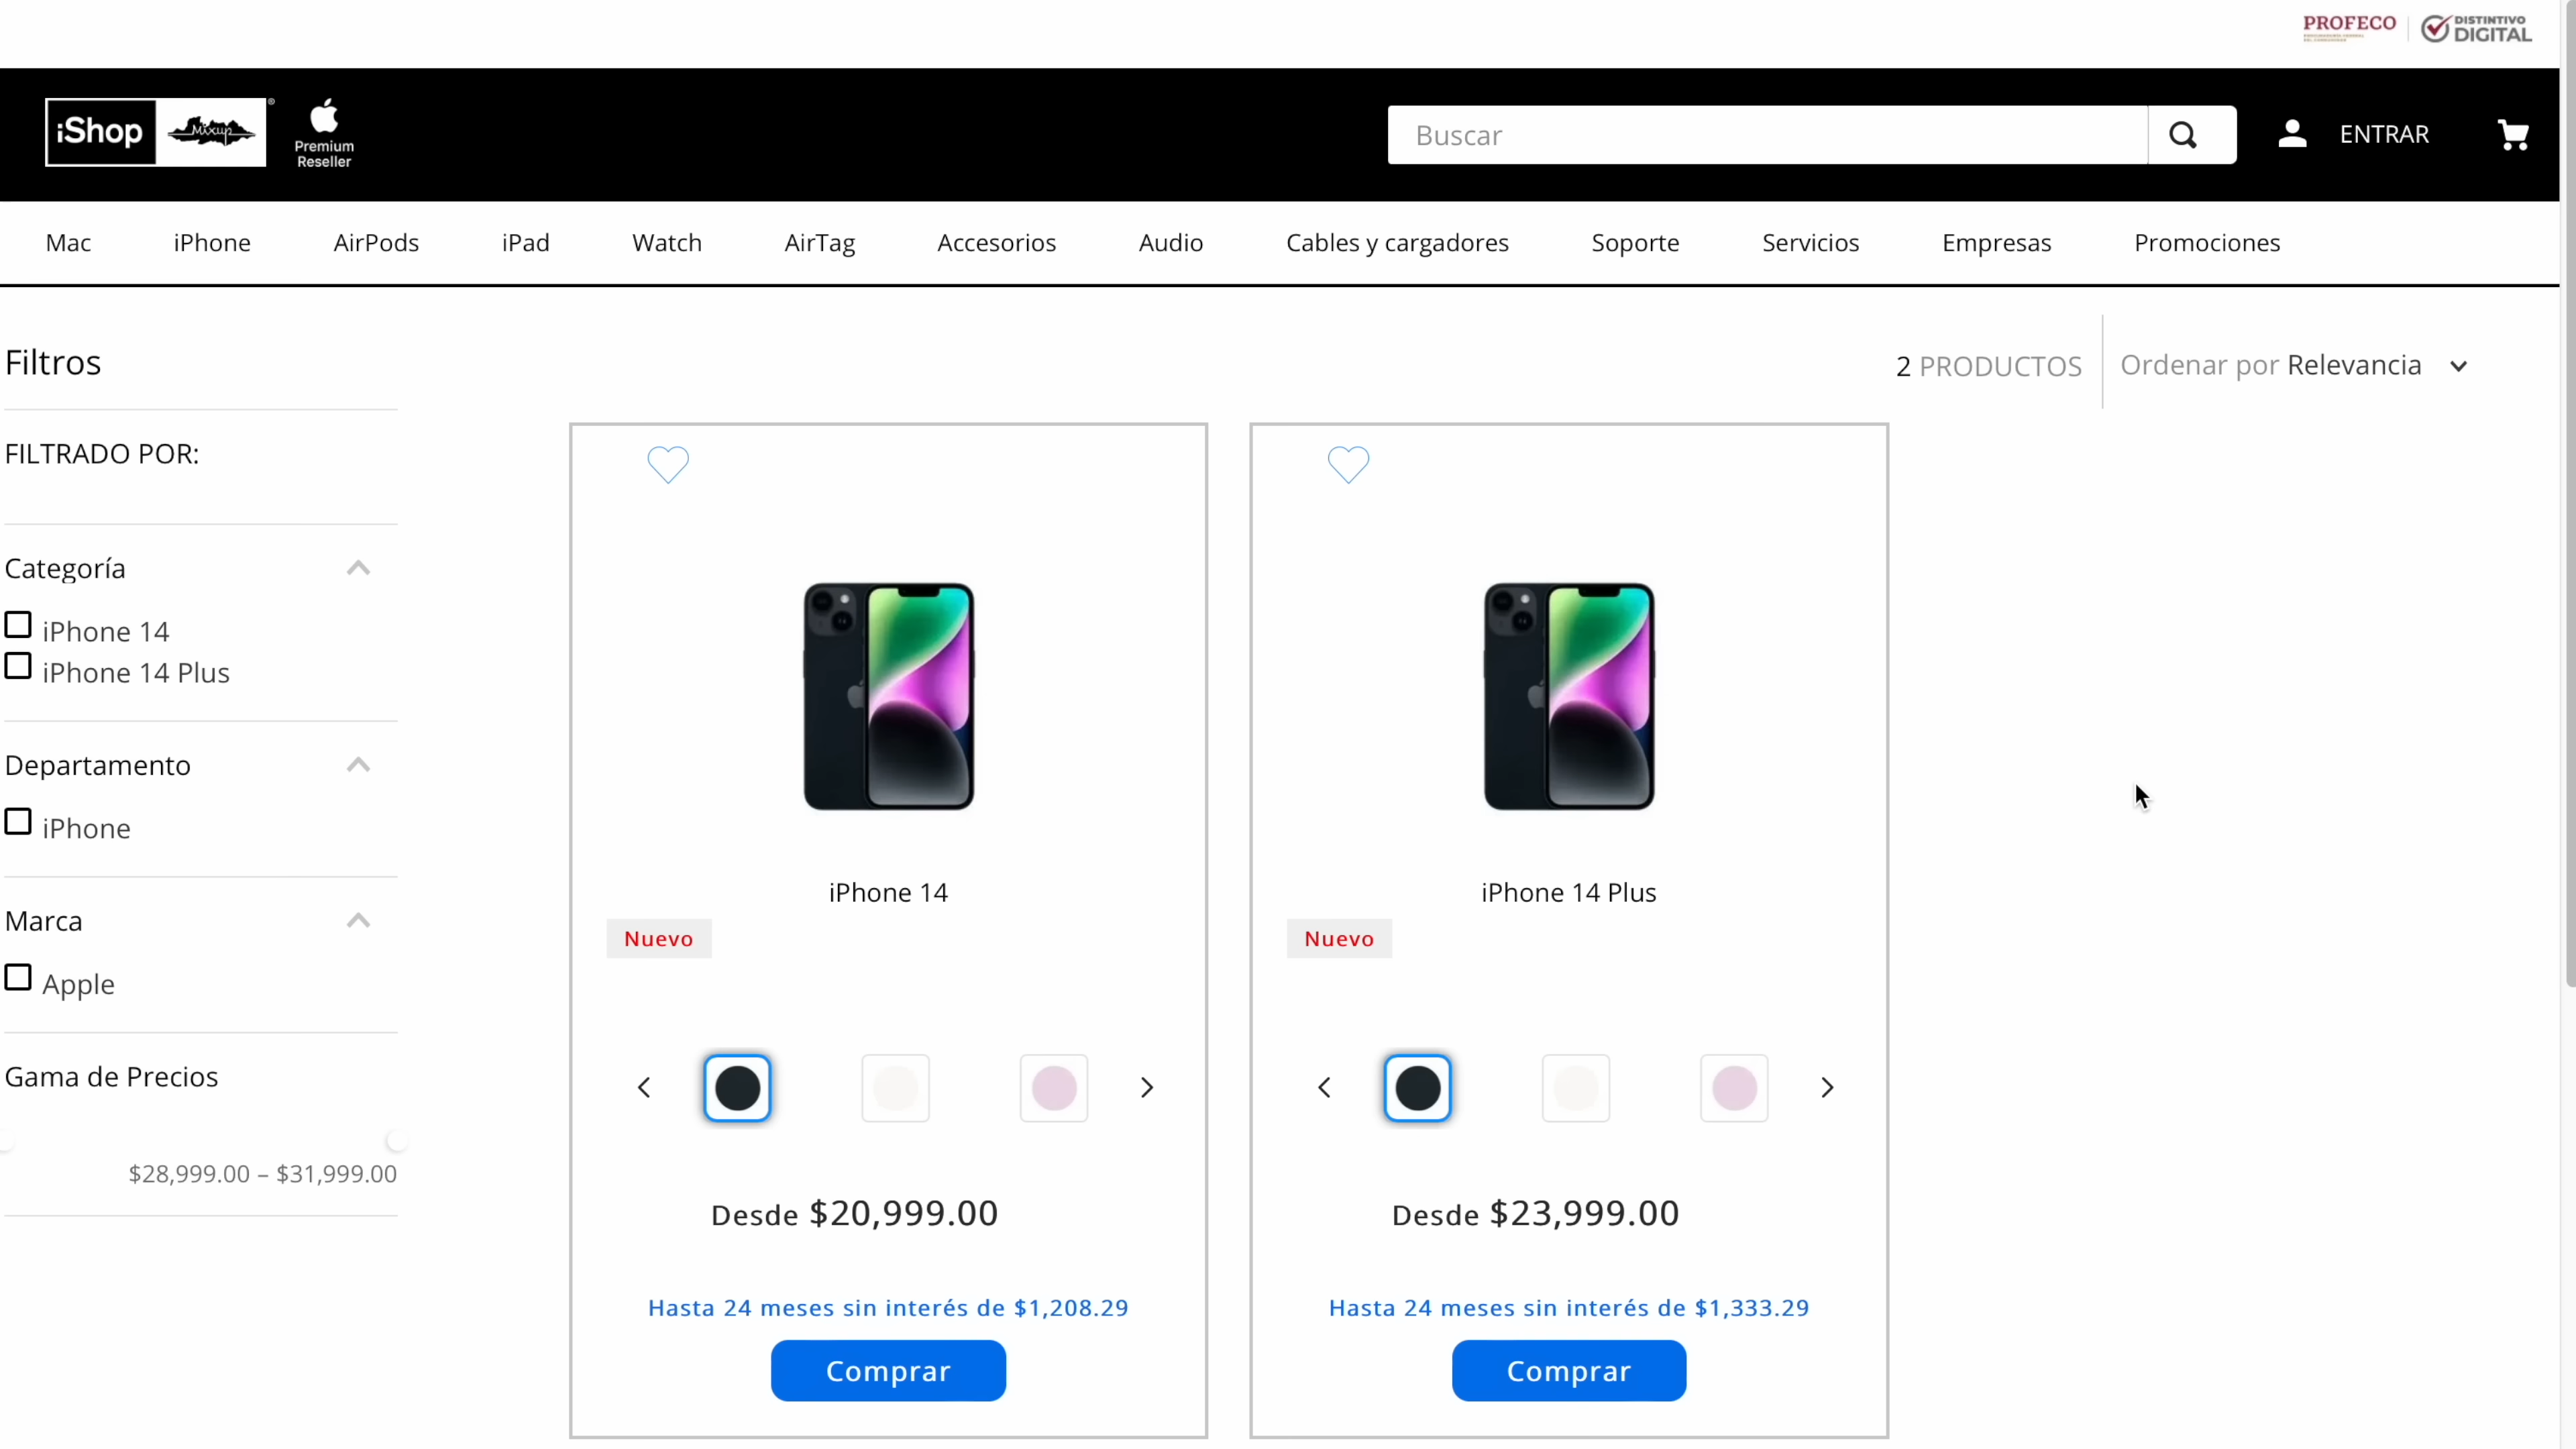 PROFECO
DISTINTIVO
DIGITAL
iShop
Mixup
®
Premium
Reseller
Buscar
ENTRAR
Mac iPhone AirPods iPad Watch AirTag Accesorios Audio Cables y cargadores Soporte Servicios Empresas Promociones
Filtros
2 PRODUCTOS
Ordenar por Relevancia
FILTRADO POR:
Categoría
iPhone 14
iPhone 14 Plus
Departamento
iPhone
Marca
Apple
Gama de Precios
$28,999.00 – $31,999.00
iPhone 14
Nuevo
Desde $20,999.00
Hasta 24 meses sin interés de $1,208.29
Comprar
iPhone 14 Plus
Nuevo
Desde $23,999.00
Hasta 24 meses sin interés de $1,333.29
Comprar